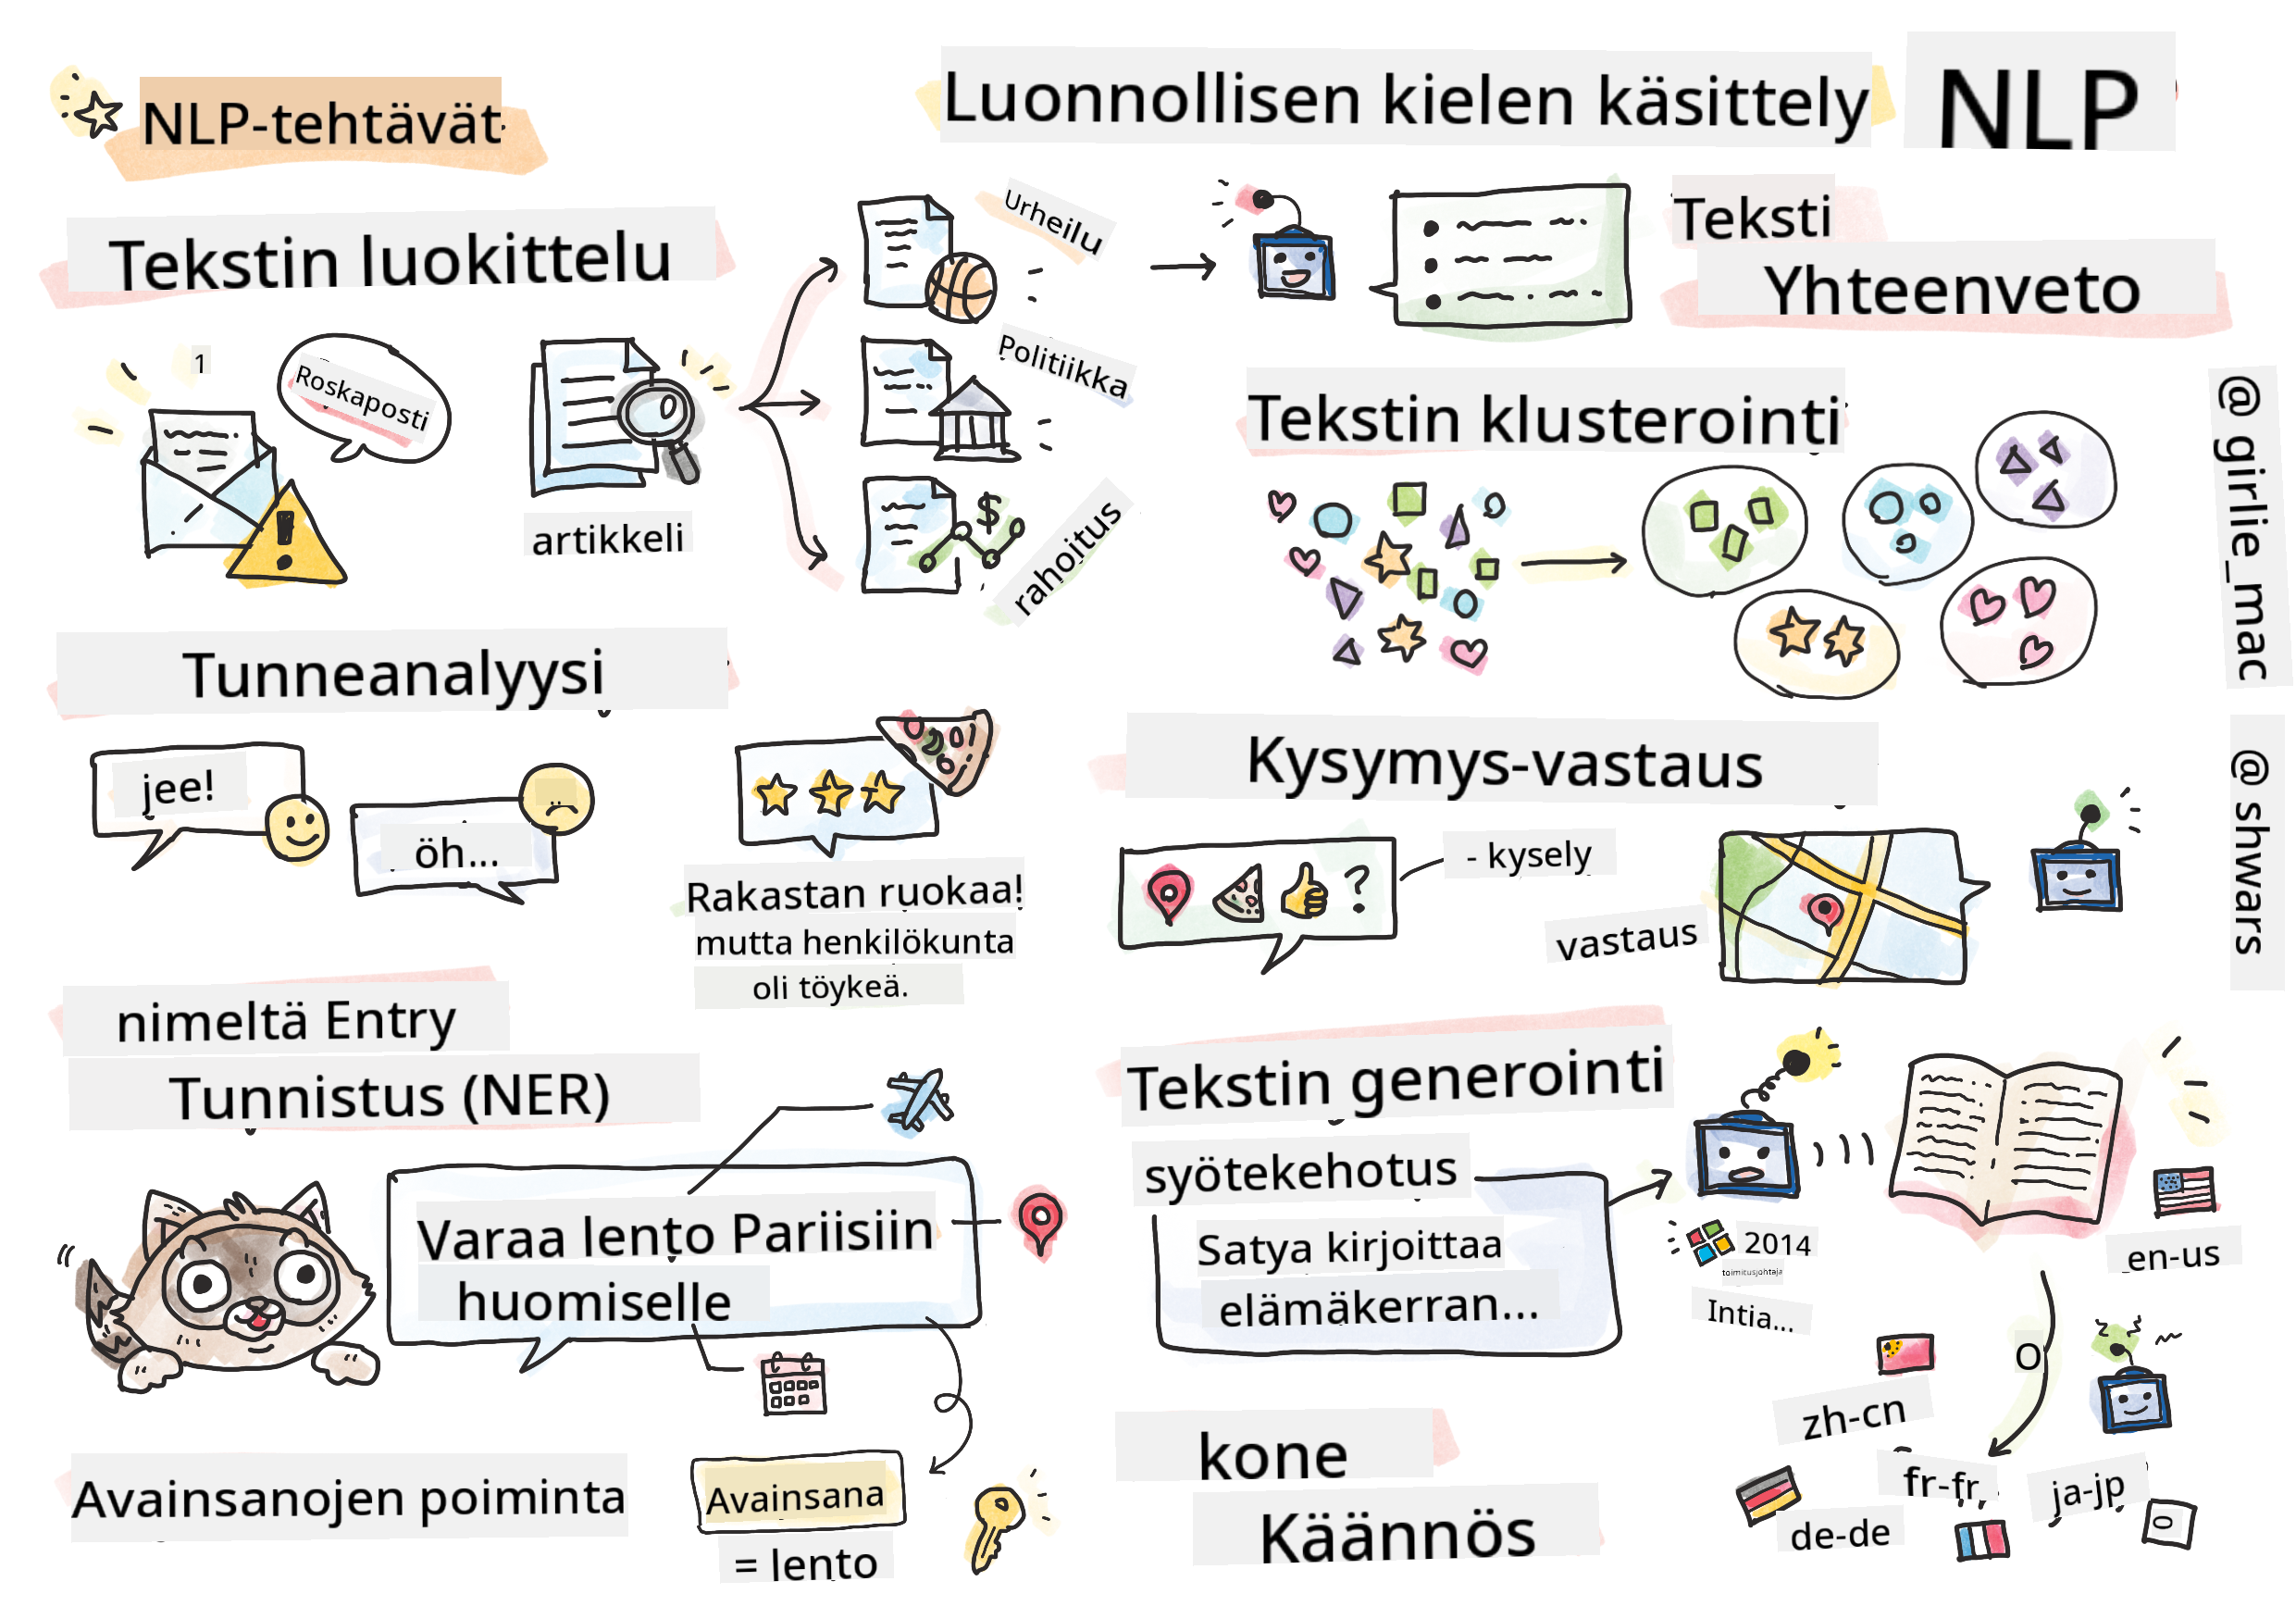 NLP-tehtävät
Luonnollisen kielen käsittely
NLP
Tekstin luokittelu
1
Roskaposti
artikkeli
Urheilu
Politiikka
$
rahoitus
Teksti
Yhteenveto
Tekstin klusterointi
@ girlie_mac
@ shwars
Tunneanalyysi
jee!
öh...
Rakastan ruokaa!
mutta henkilökunta
oli töykeä.
Kysymys-vastaus
?
- kysely
vastaus
nimeltä Entry
Tunnistus (NER)
Varaa lento Pariisiin
huomiselle
Avainsanojen poiminta
Avainsana
= lento
Tekstin generointi
syötekehotus
Satya kirjoittaa
elämäkerran...
2014
toimitusjohtaja
Intia...
kone
Käännös
en-us
O
zh-cn
fr-fr
ja-jp
de-de
0